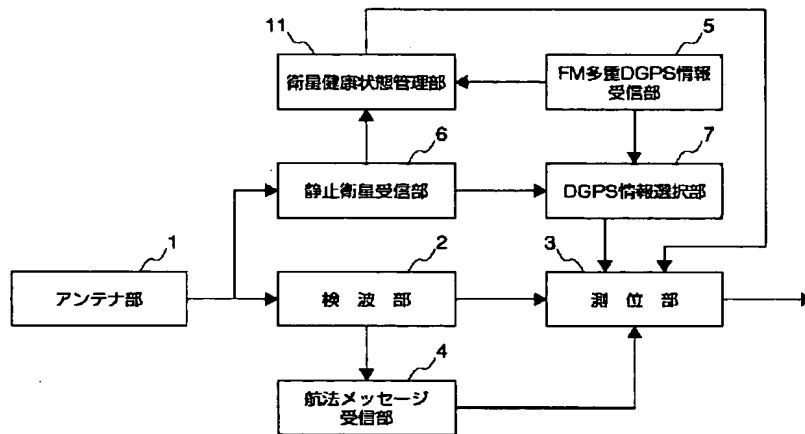 11
衛星健康状態管理部
5
FM多重DGPS情報
受信部
6
静止衛星受信部
7
DGPS情報選択部
1
アンテナ部
2
検波部
3
測位部
4
航法メッセージ
受信部